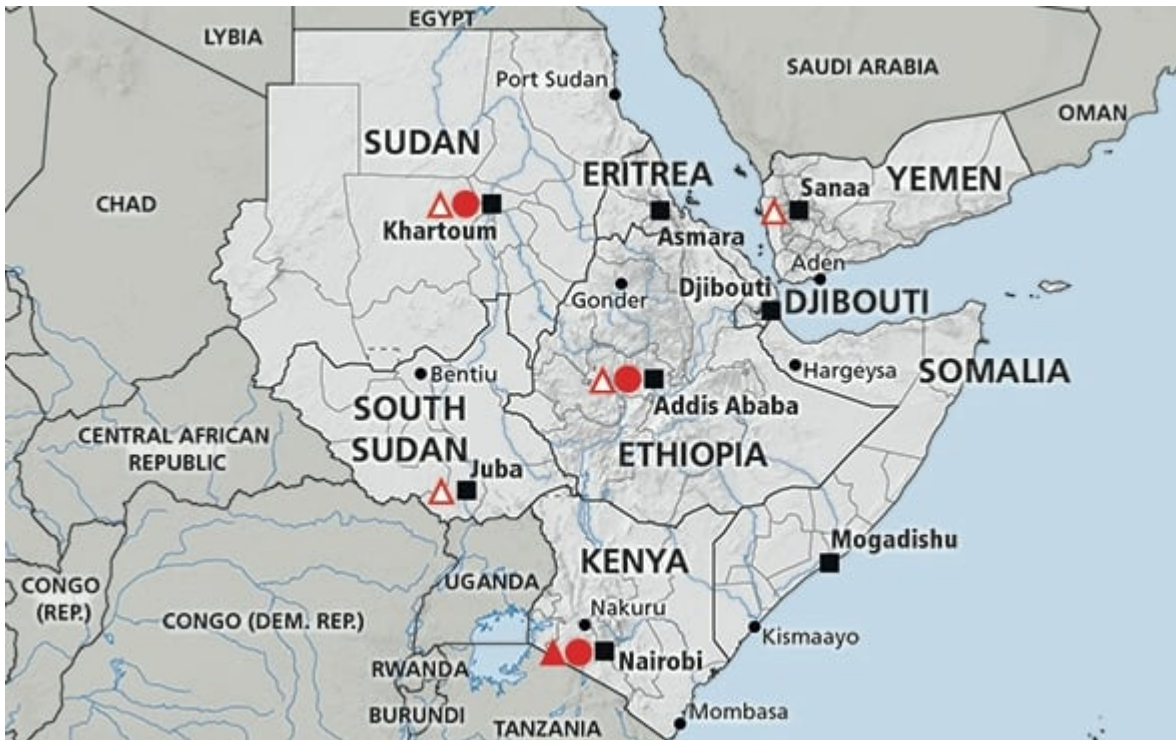 EGYPT
LYBIA
SAUDI ARABIA
Port Sudan
OMAN
SUDAN
ERITREA
YEMEN
Sanaa
CHAD
Khartoum
Asmara
Aden
Gonder
Djibouti
DJIBOUTI
Bentiu
Hargeysa
SOMALIA
Addis Ababa
SOUTH
SUDAN
CENTRAL AFRICAN
REPUBLIC
ETHIOPIA
Juba
Mogadishu
KENYA
CONGO
(REP.)
UGANDA
CONGO (DEM. REP.)
Nakuru
Kismaayo
RWANDA
Nairobi
BURUNDI
TANZANIA
Mombasa